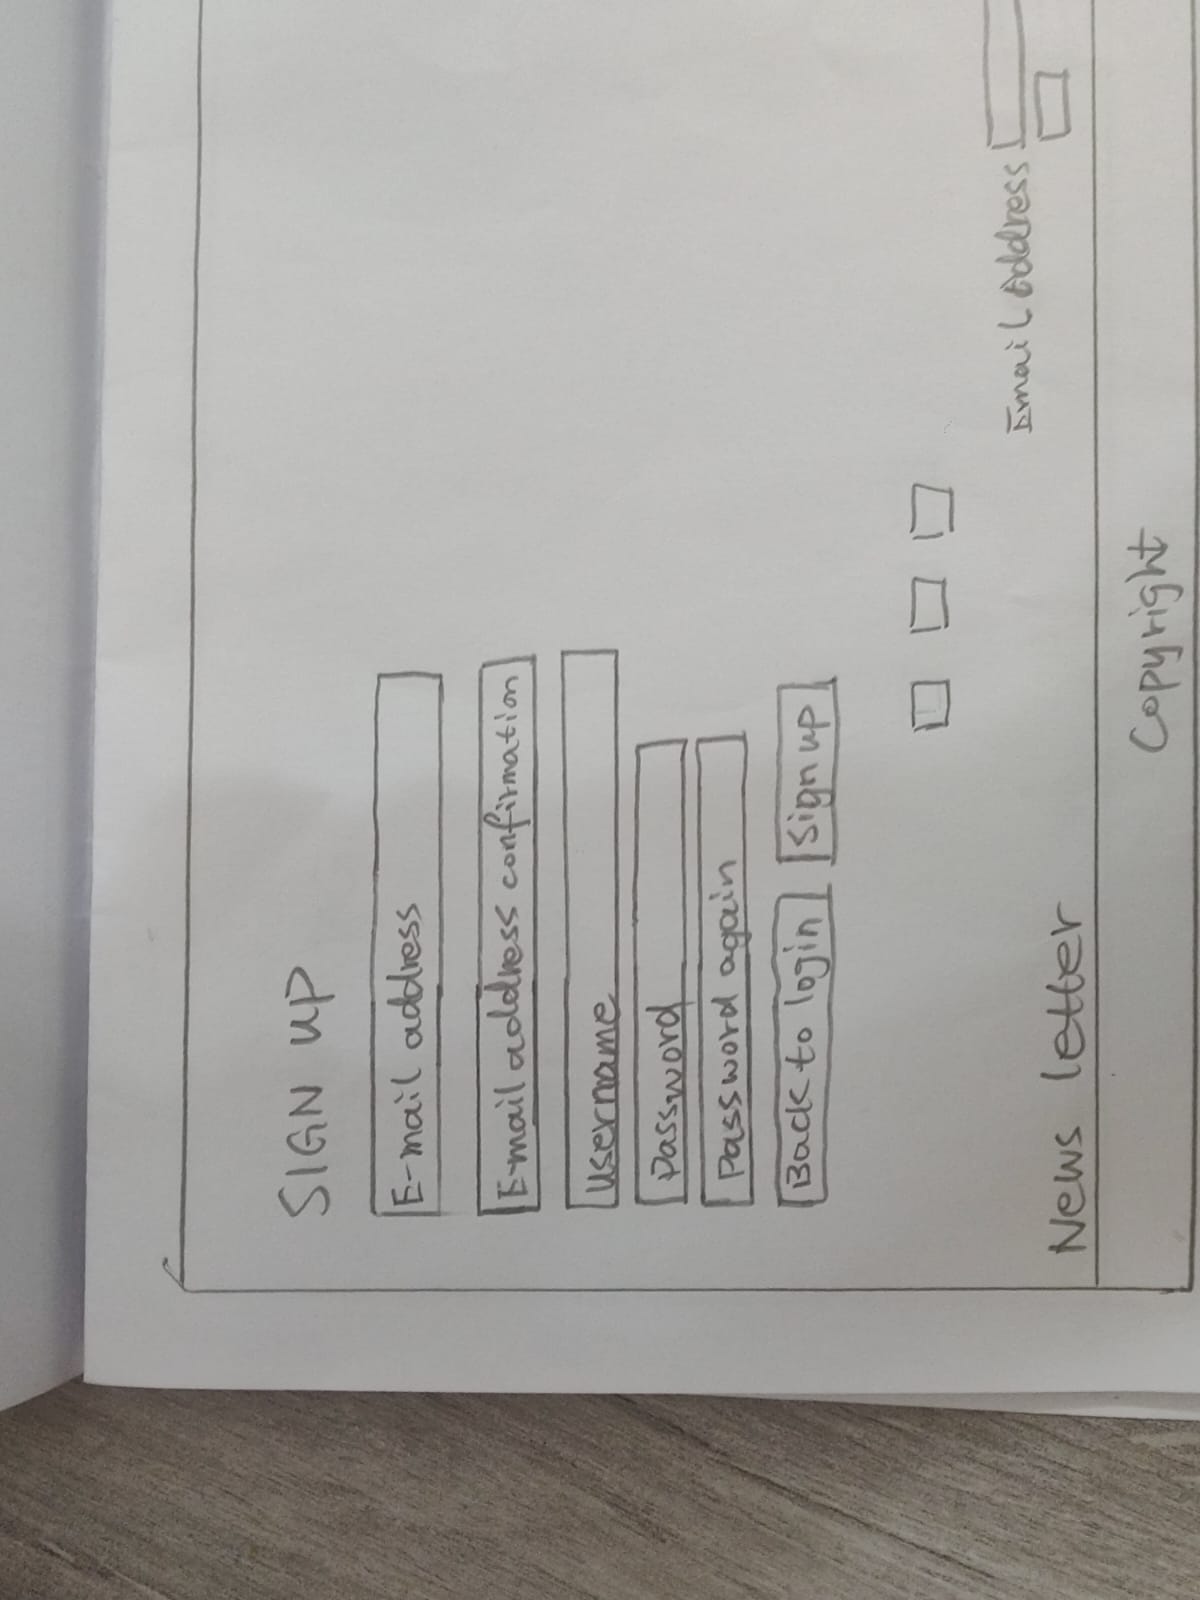 SIGN UP
E-mail address
E-mail address confirmation
username
Password
Password again
Back to login Sign up
Email Address
News letter
Copyright